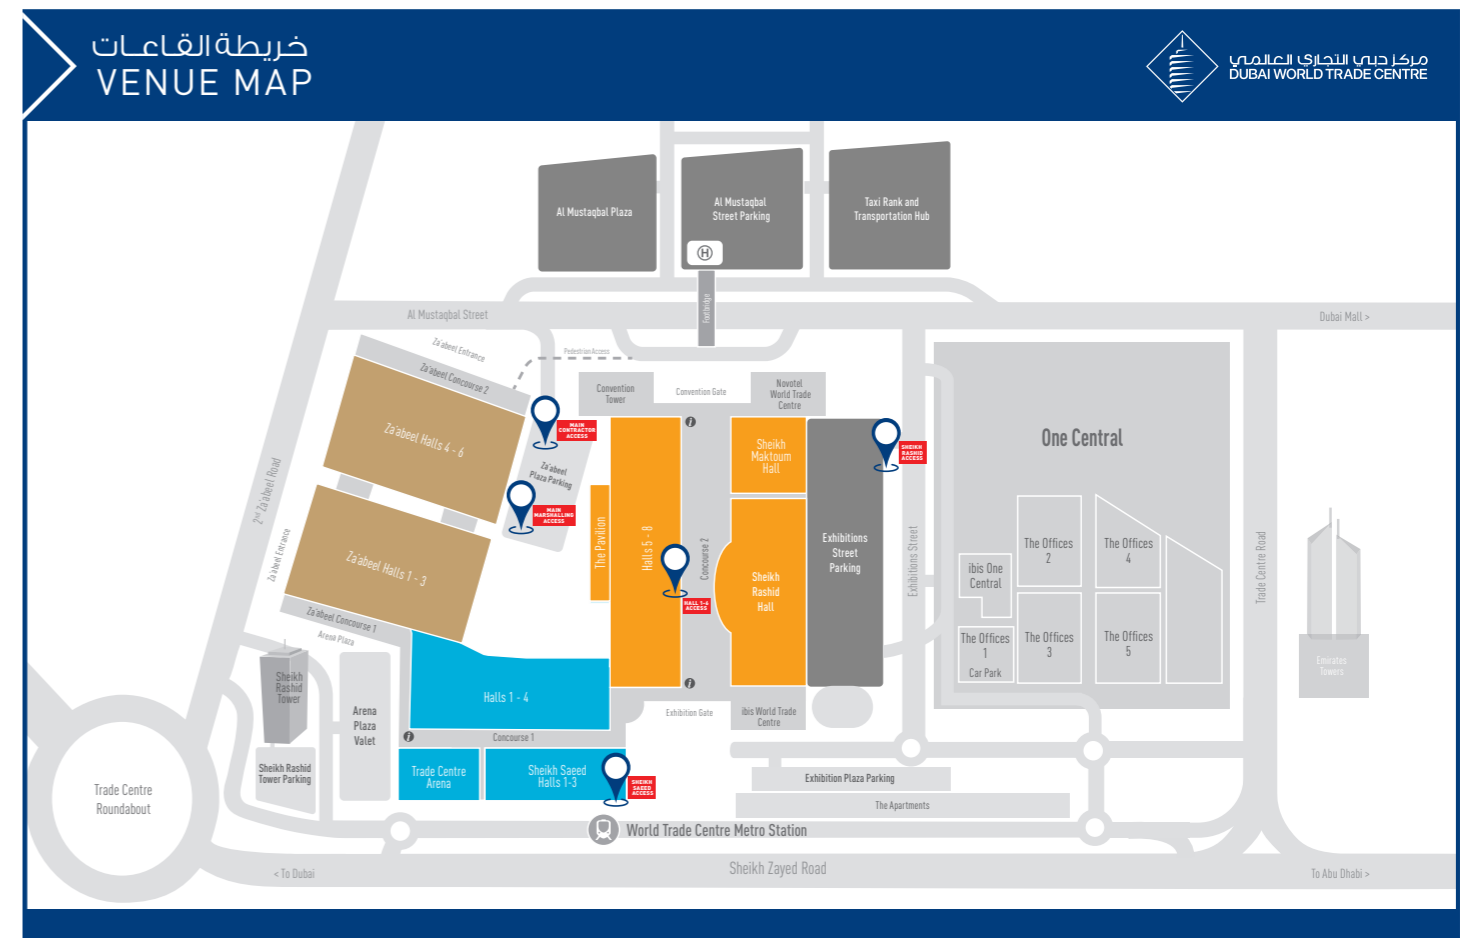 خريطة القاعات
VENUE MAP
مركز دبي التجاري العالمي
DUBAI WORLD TRADE CENTRE
Al Mustaqbal Plaza
Al Mustaqbal
Street Parking
Taxi Rank and
Transportation Hub
H
Footbridge
Al Mustaqbal Street
Dubai Mall >
Za'abeel Entrance
Za'abeel Concourse 2
Pedestrian Access
Convention
Tower
Convention Gate
Novotel
World Trade
Centre
Za'abeel Halls 4 - 6
MAIN
CONTRACTOR
ACCESS
Za'abeel
Plaza Parking
MAIN
MARSHALLING
ACCESS
i
Sheikh
Maktoum
Hall
SHEIKH
RASHID
ACCESS
One Central
2nd Za'abeel Road
Za'abeel Entrance
Za'abeel Halls 1 - 3
The Pavilion
Halls 5 - 8
Concourse 2
HALL 1-8
ACCESS
Sheikh
Rashid
Hall
Exhibitions
Street
Parking
Exhibitions Street
ibis One
Central
The Offices
2
The Offices
4
The Offices
1
Car Park
The Offices
3
The Offices
5
Trade Centre Road
Emirates
Towers
Za'abeel Concourse 1
Arena Plaza
Sheikh
Rashid
Tower
Arena
Plaza
Valet
Halls 1 - 4
i
Exhibition Gate
ibis World Trade
Centre
i
Concourse 1
Sheikh Rashid
Tower Parking
Trade Centre
Arena
Sheikh Saeed
Halls 1-3
SHEIKH
SAEED
ACCESS
Exhibition Plaza Parking
The Apartments
Trade Centre
Roundabout
World Trade Centre Metro Station
Sheikh Zayed Road
< To Dubai
To Abu Dhabi >